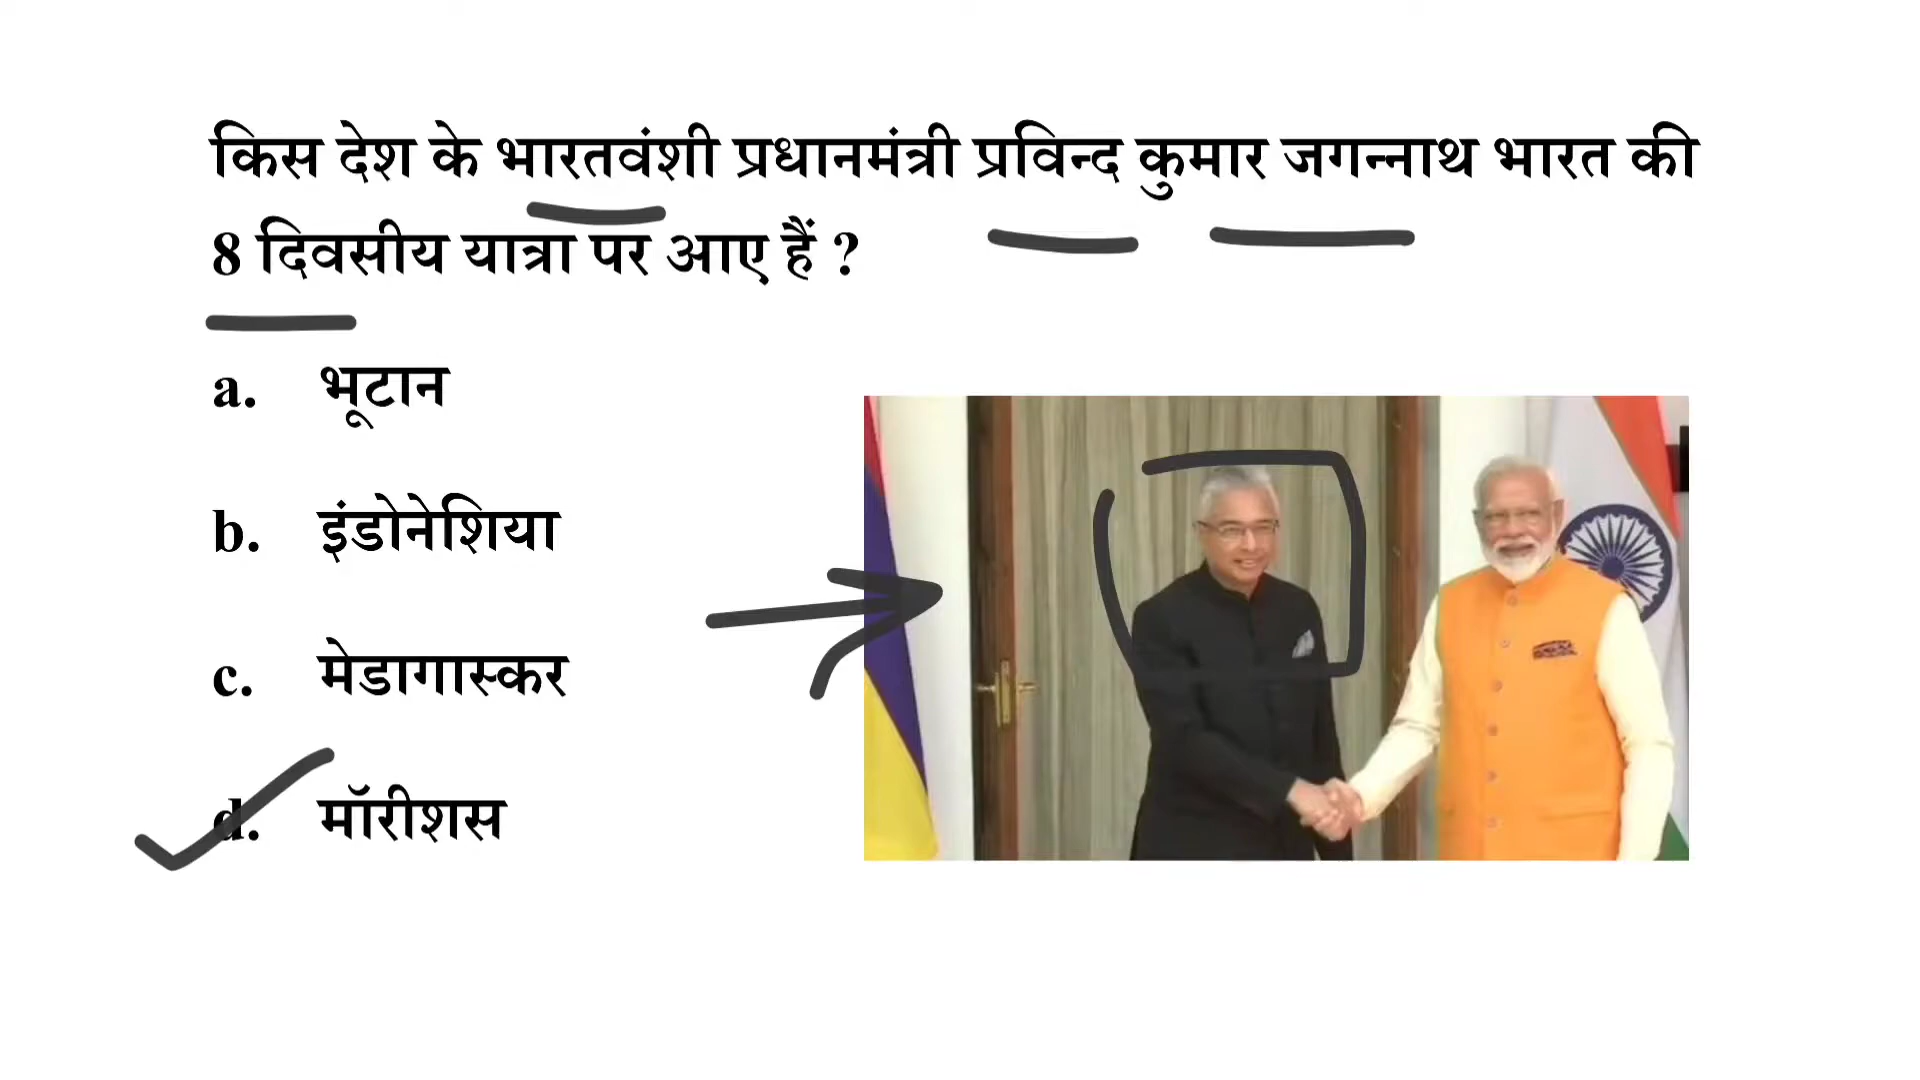 किस देश के भारतवंशी प्रधानमंत्री प्रविन्द कुमार जगन्नाथ भारत की
8 दिवसीय यात्रा पर आए हैं ?
a. भूटान
b. इंडोनेशिया
c. मेडागास्कर
d. मॉरीशस